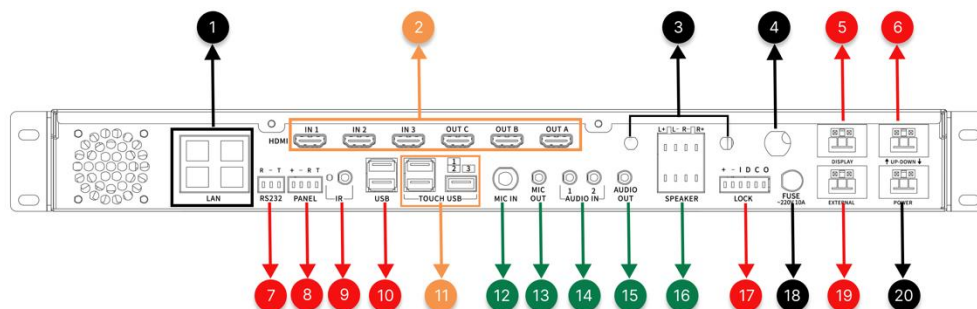 1 2 3 4 5 6
IN 1 IN 2 IN 3 OUT C OUT B OUT A
HDMI
L+ L- R- R+
DISPLAY ↑ UP-DOWN ↓
R - T + - R T
1
2 3
1 2
+ - I D C O
LAN RS232 PANEL IR USB TOUCH USB MIC IN MIC OUT AUDIO IN AUDIO OUT SPEAKER LOCK FUSE ~220V 10A EXTERNAL POWER
7 8 9 10 11 12 13 14 15 16 17 18 19 20